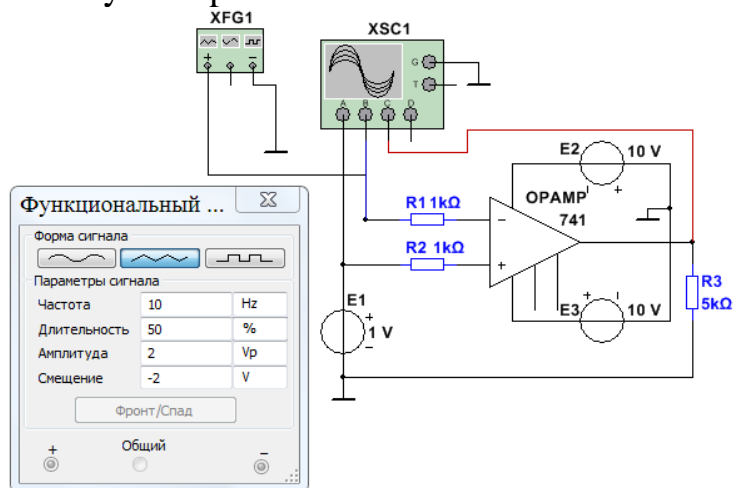 XFG1
XSC1
G
T
A B C D
E2
10 V
OPAMP
741
R1 1kΩ
R2 1kΩ
E1
1 V
E3
10 V
R3
5kΩ
Функциональный ...
Форма сигнала
Параметры сигнала
Частота 10 Hz
Длительность 50 %
Амплитуда 2 Vp
Смещение -2 V
Фронт/Спад
+ Общий −